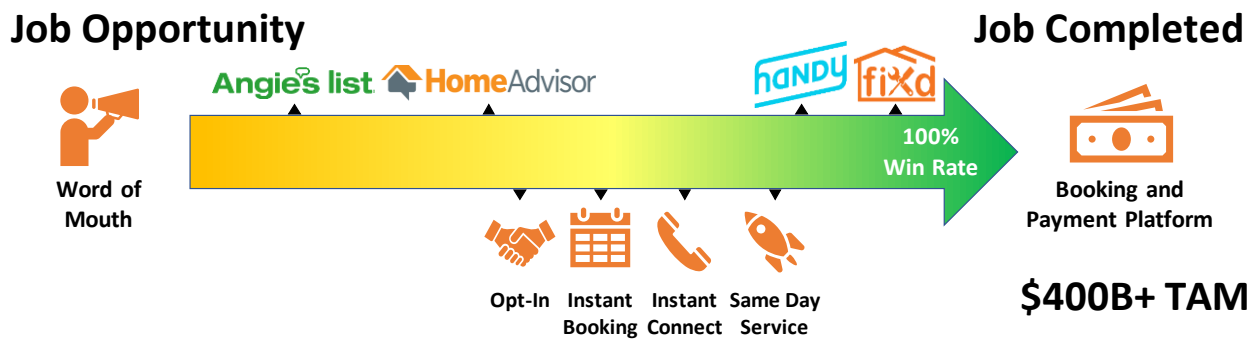 Job Opportunity
Job Completed
Angie's list
HomeAdvisor
HANDY
fixd
100%
Win Rate
Word of
Mouth
Booking and
Payment Platform
Opt-In
Instant
Booking
Instant
Connect
Same Day
Service
$400B+ TAM